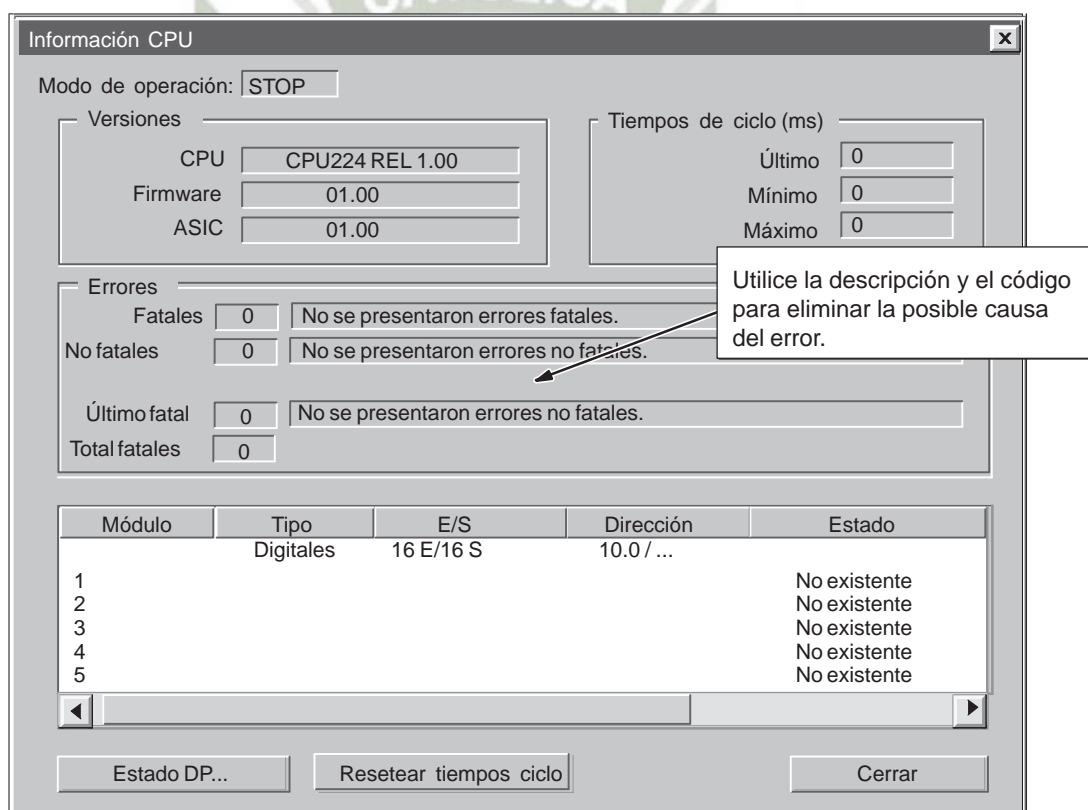 Información CPU
Modo de operación: STOP
Versiones
CPU CPU224 REL 1.00
Firmware 01.00
ASIC 01.00
Tiempos de ciclo (ms)
Último 0
Mínimo 0
Máximo 0
Utilice la descripción y el código
para eliminar la posible causa
del error.
Errores
Fatales 0 No se presentaron errores fatales.
No fatales 0 No se presentaron errores no fatales.
Último fatal 0 No se presentaron errores no fatales.
Total fatales 0
Módulo Tipo E/S Dirección Estado
Digitales 16 E/16 S 10.0 / ...
1 No existente
2 No existente
3 No existente
4 No existente
5 No existente
Estado DP... Resetear tiempos ciclo Cerrar